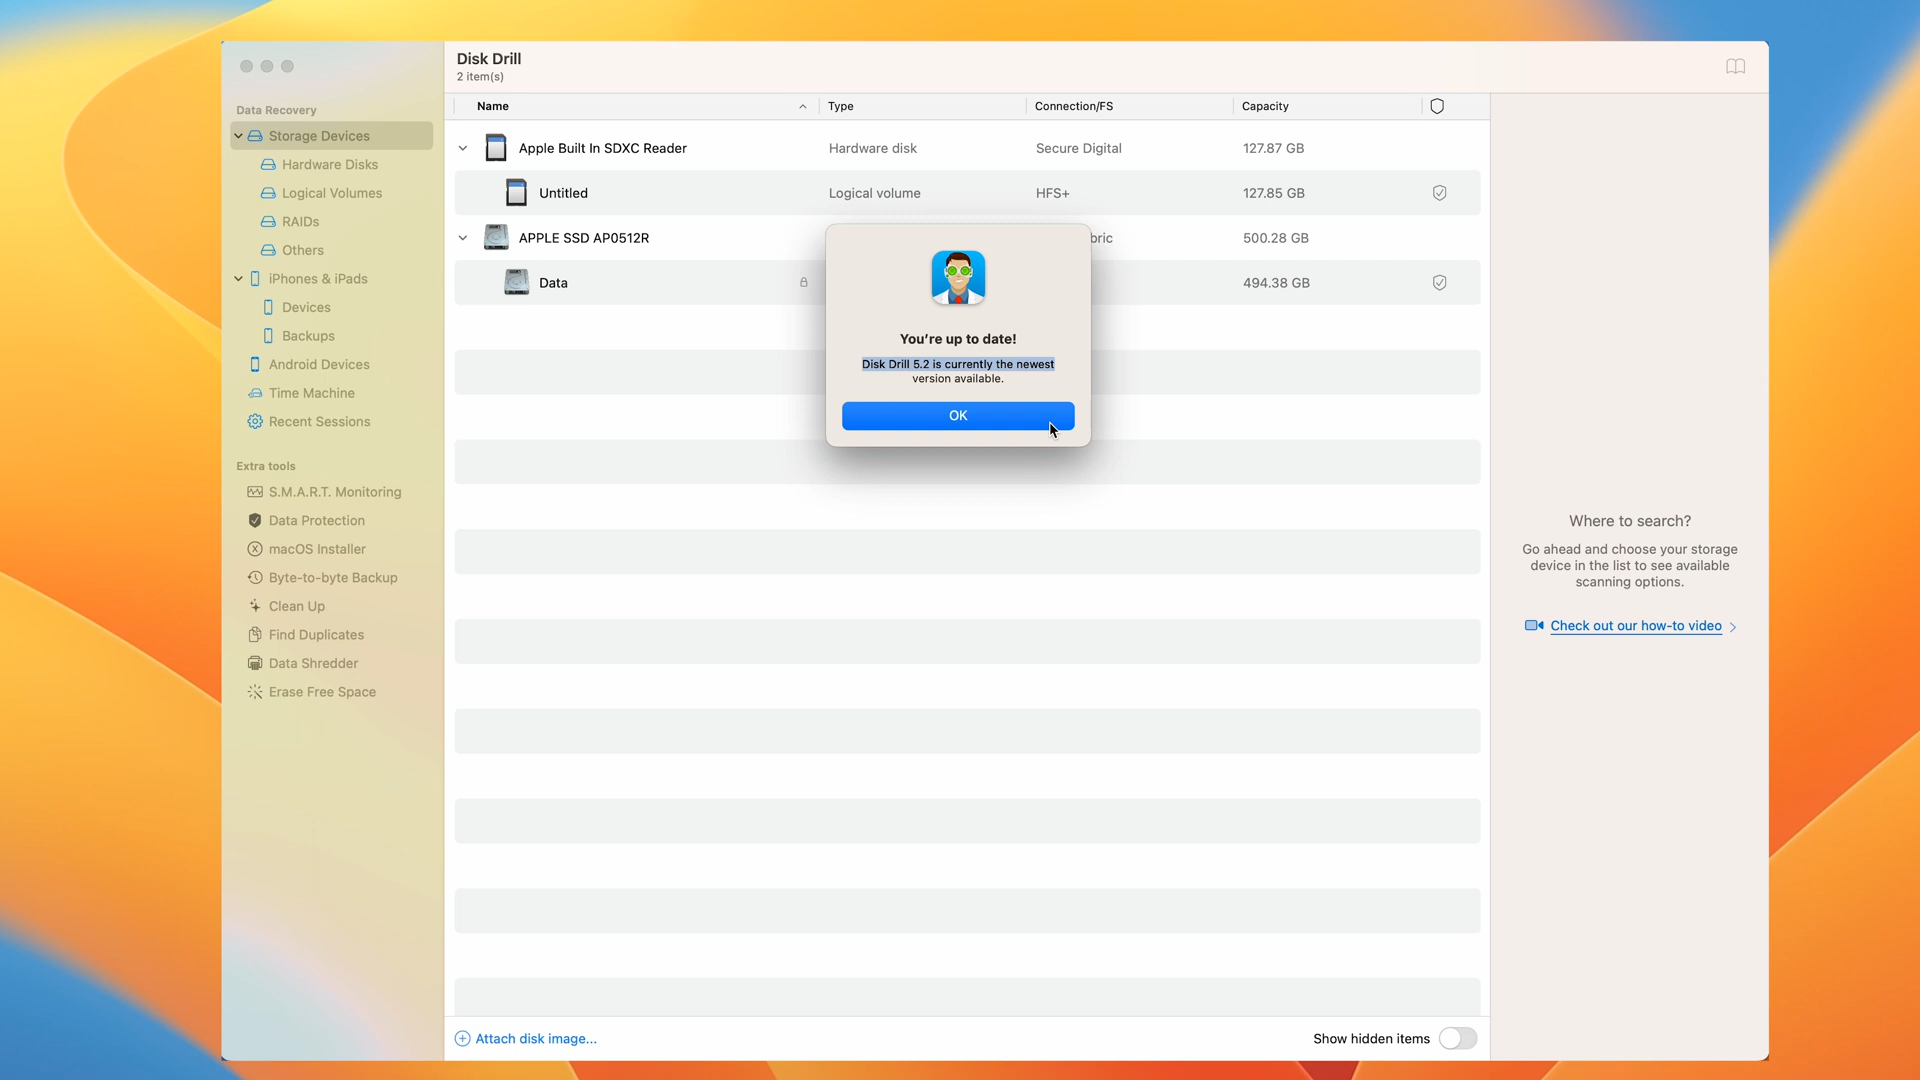 Disk Drill
2 item(s)
Data Recovery
Storage Devices
Hardware Disks
Logical Volumes
RAIDs
Others
iPhones & iPads
Devices
Backups
Android Devices
Time Machine
Recent Sessions
Extra tools
S.M.A.R.T. Monitoring
Data Protection
macOS Installer
Byte-to-byte Backup
Clean Up
Find Duplicates
Data Shredder
Erase Free Space
Name Type Connection/FS Capacity
Apple Built In SDXC Reader Hardware disk Secure Digital 127.87 GB
Untitled Logical volume HFS+ 127.85 GB
APPLE SSD AP0512R bric 500.28 GB
Data 494.38 GB
You're up to date!
Disk Drill 5.2 is currently the newest
version available.
OK
Where to search?
Go ahead and choose your storage
device in the list to see available
scanning options.
Check out our how-to video
Attach disk image...
Show hidden items